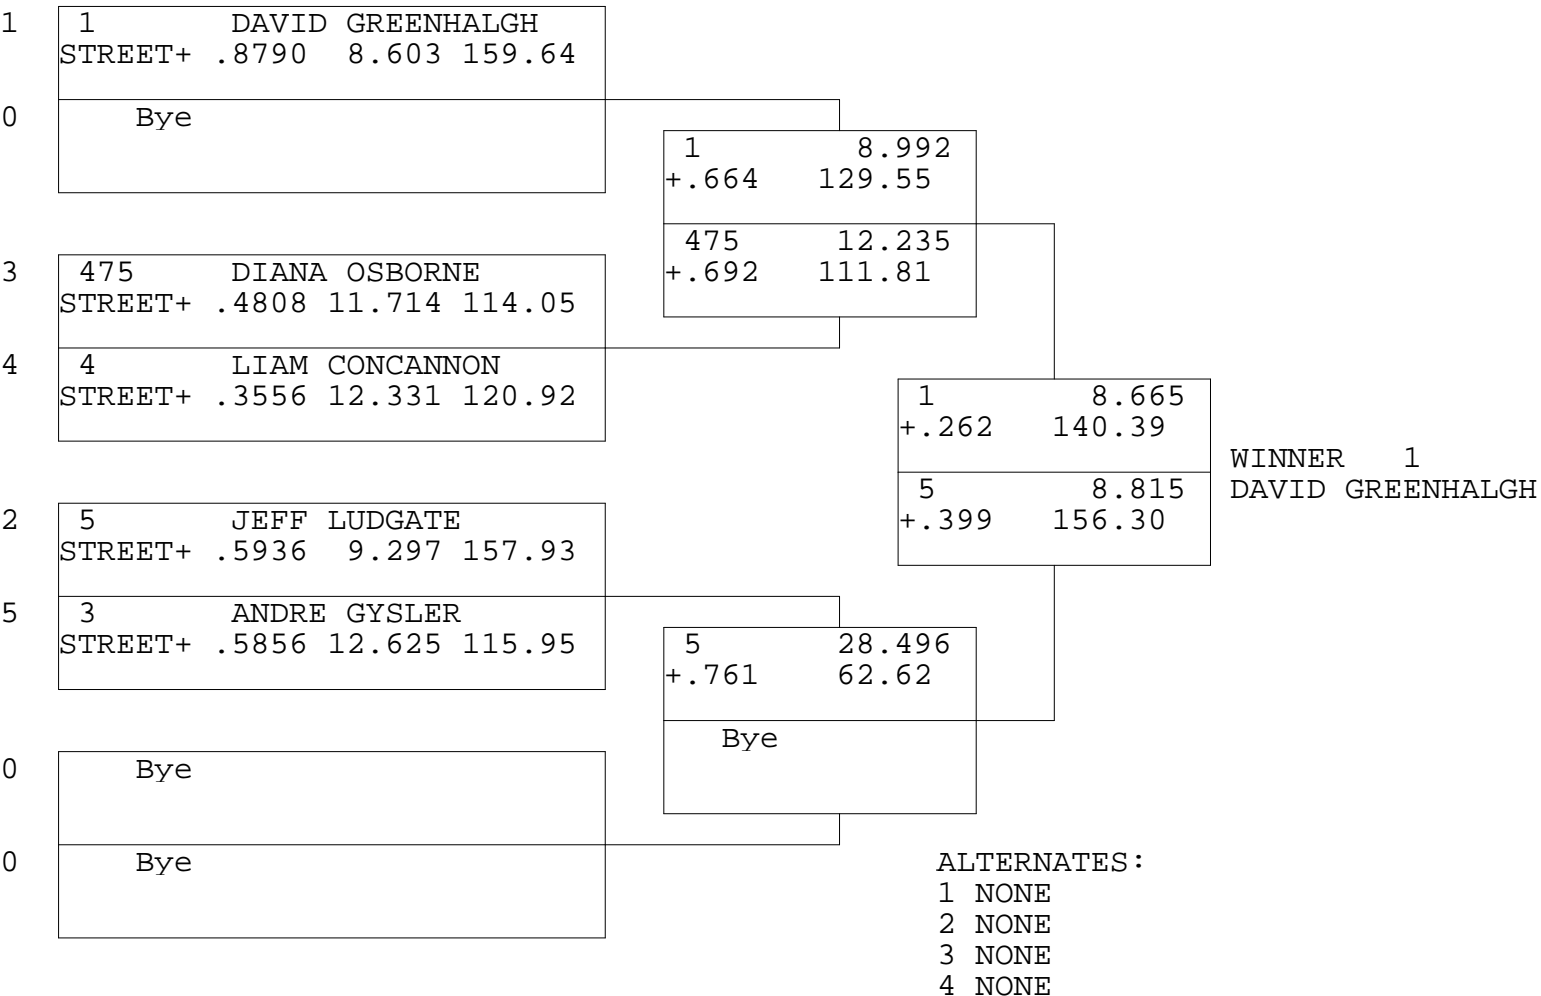 1 1 DAVID GREENHALGH
STREET+ .8790 8.603 159.64
0 Bye
3 475 DIANA OSBORNE
STREET+ .4808 11.714 114.05
4 4 LIAM CONCANNON
STREET+ .3556 12.331 120.92
2 5 JEFF LUDGATE
STREET+ .5936 9.297 157.93
5 3 ANDRE GYSLER
STREET+ .5856 12.625 115.95
0 Bye
0 Bye
1 8.992
+.664 129.55
475 12.235
+.692 111.81
5 28.496
+.761 62.62
Bye
1 8.665
+.262 140.39
5 8.815
+.399 156.30
WINNER 1
DAVID GREENHALGH
ALTERNATES:
1 NONE
2 NONE
3 NONE
4 NONE